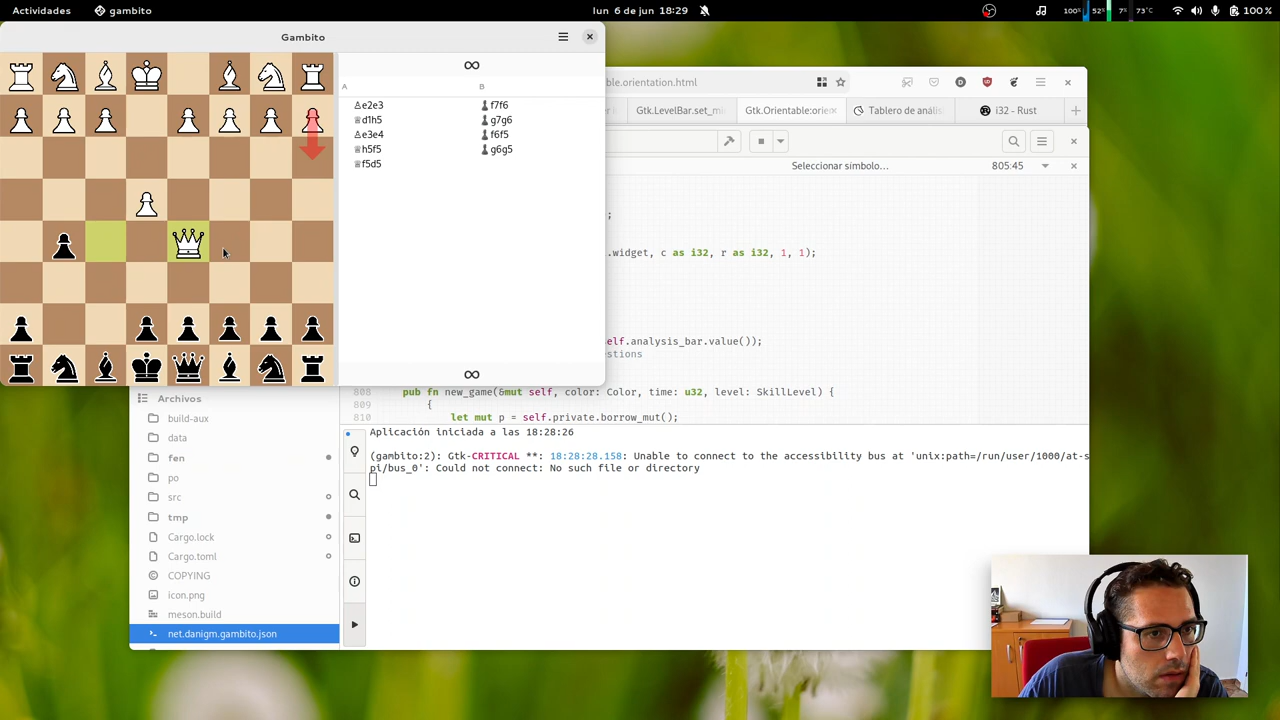 Actividades
gambito
lun 6 de jun 18:29
100%
52%
7%
73°C
100 %
Gambito
∞
A
B
e2e3
f7f6
d1h5
g7g6
e3e4
f6f5
h5f5
g6g5
f5d5
∞
ble.orientation.html
Gtk.LevelBar.set_mi
Gtk.Orientable:orien
Tablero de análisi
i32 - Rust
Seleccionar símbolo...
805:45
;
.widget, c as i32, r as i32, 1, 1);
elf.analysis_bar.value());
estions
808
pub fn new_game(&mut self, color: Color, time: u32, level: SkillLevel) {
809
{
810
let mut p = self.private.borrow_mut();
Archivos
build-aux
data
fen
po
src
tmp
Cargo.lock
Cargo.toml
COPYING
icon.png
meson.build
net.danigm.gambito.json
Aplicación iniciada a las 18:28:26
(gambito:2): Gtk-CRITICAL **: 18:28:28.158: Unable to connect to the accessibility bus at 'unix:path=/run/user/1000/at-s
pi/bus_0': Could not connect: No such file or directory